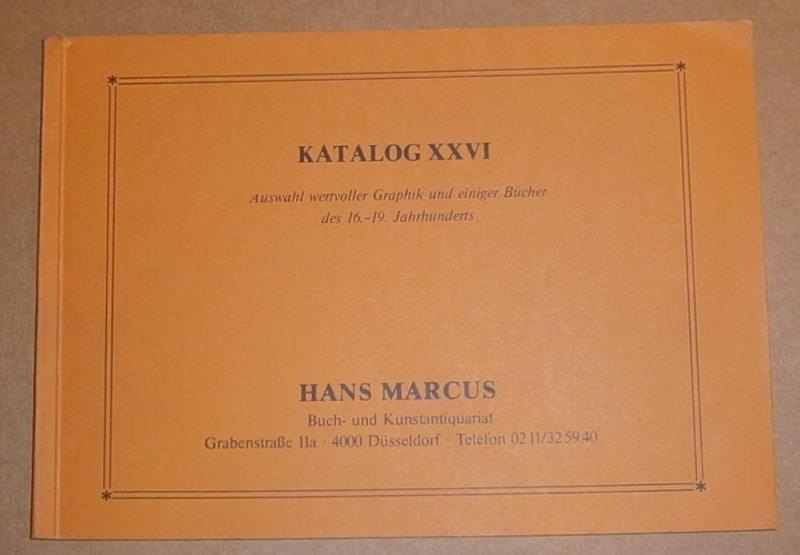 KATALOG XXVI
Auswahl wertvoller Graphik und einiger Bücher
des 16.-19. Jahrhunderts
HANS MARCUS
Buch- und Kunstantiquariat
Grabenstraße 11a · 4000 Düsseldorf · Telefon 02 11/32 59 40